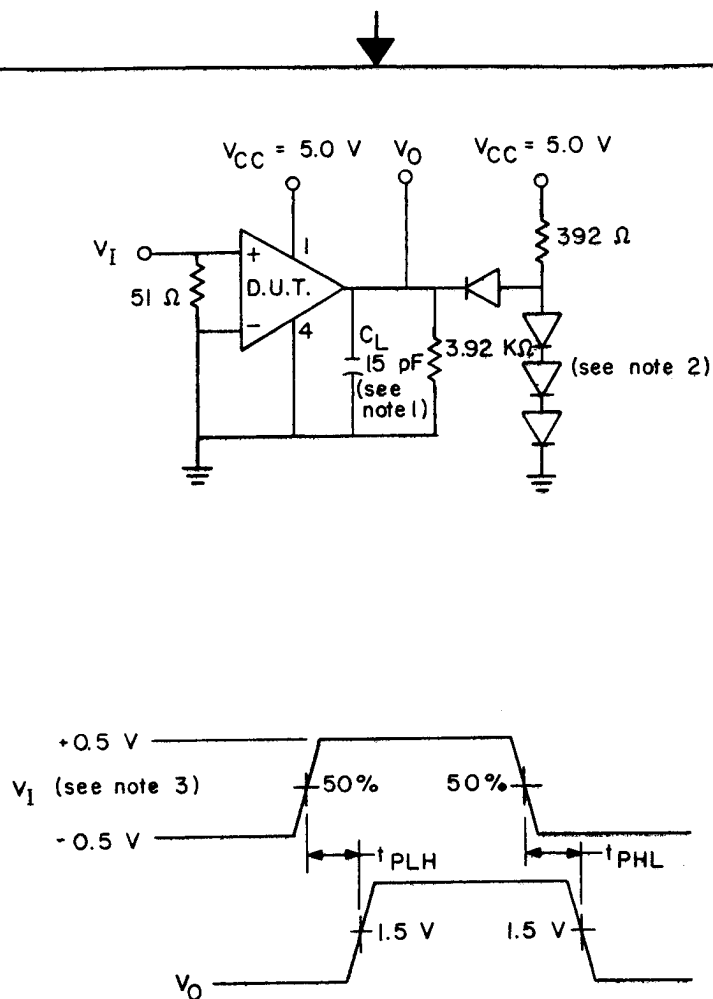 V_CC = 5.0 V
V_O
V_CC = 5.0 V
392 Ω
V_I
+
1
D.U.T.
51 Ω
-
4
C_L
15 pF
(see
note 1)
3.92 KΩ
(see note 2)
+0.5 V
V_I (see note 3)
50%
50%
-0.5 V
t_PLH
t_PHL
1.5 V
1.5 V
V_O